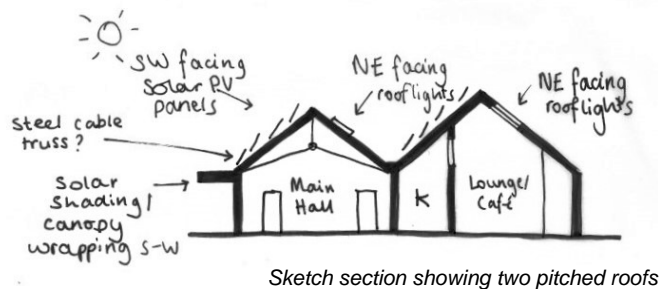 SW facing
Solar PV
panels
NE facing
rooflights
NE facing
rooflights
steel cable
truss?
Solar
shading/
canopy
wrapping S-W
Main
Hall
K
Lounge/
Café
Sketch section showing two pitched roofs